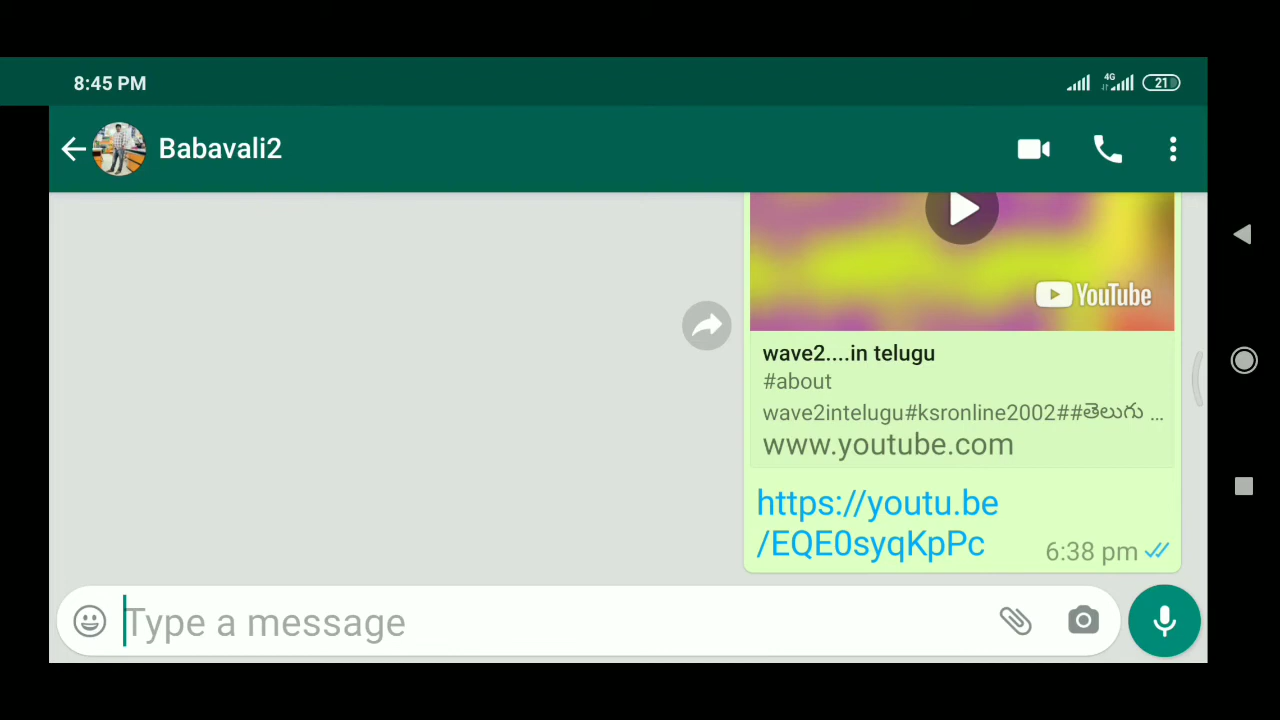 8:45 PM
4G
21
Babavali2
YouTube
wave2....in telugu
#about
wave2intelugu#ksronline2002##తెలుగు ...
www.youtube.com
https://youtu.be
/EQE0syqKpPc
6:38 pm
Type a message